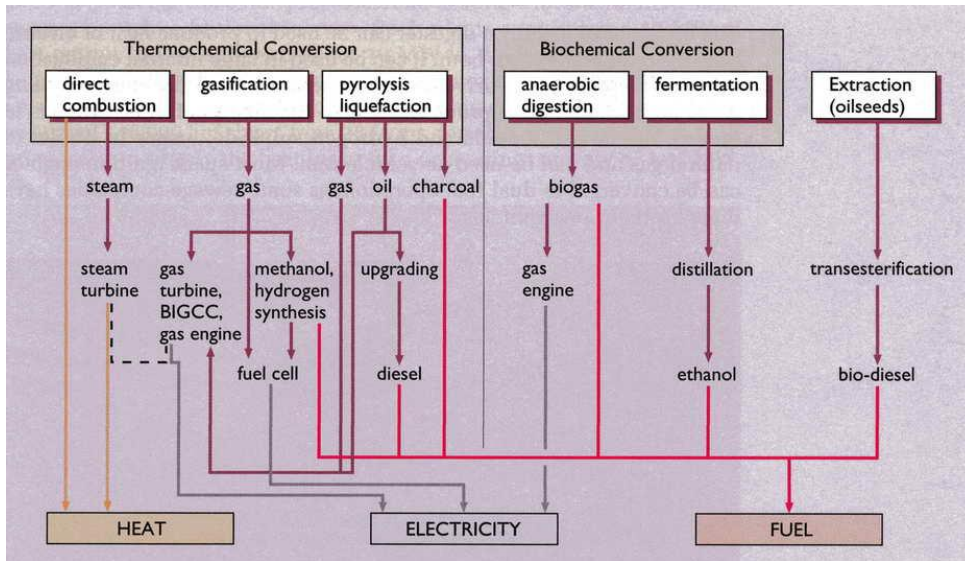 Thermochemical Conversion
Biochemical Conversion
direct
combustion
gasification
pyrolysis
liquefaction
anaerobic
digestion
fermentation
Extraction
(oilseeds)
steam
gas
gas
oil
charcoal
biogas
steam
turbine
gas
turbine,
BIGCC,
gas engine
methanol,
hydrogen
synthesis
upgrading
gas
engine
distillation
transesterification
fuel cell
diesel
ethanol
bio-diesel
HEAT
ELECTRICITY
FUEL